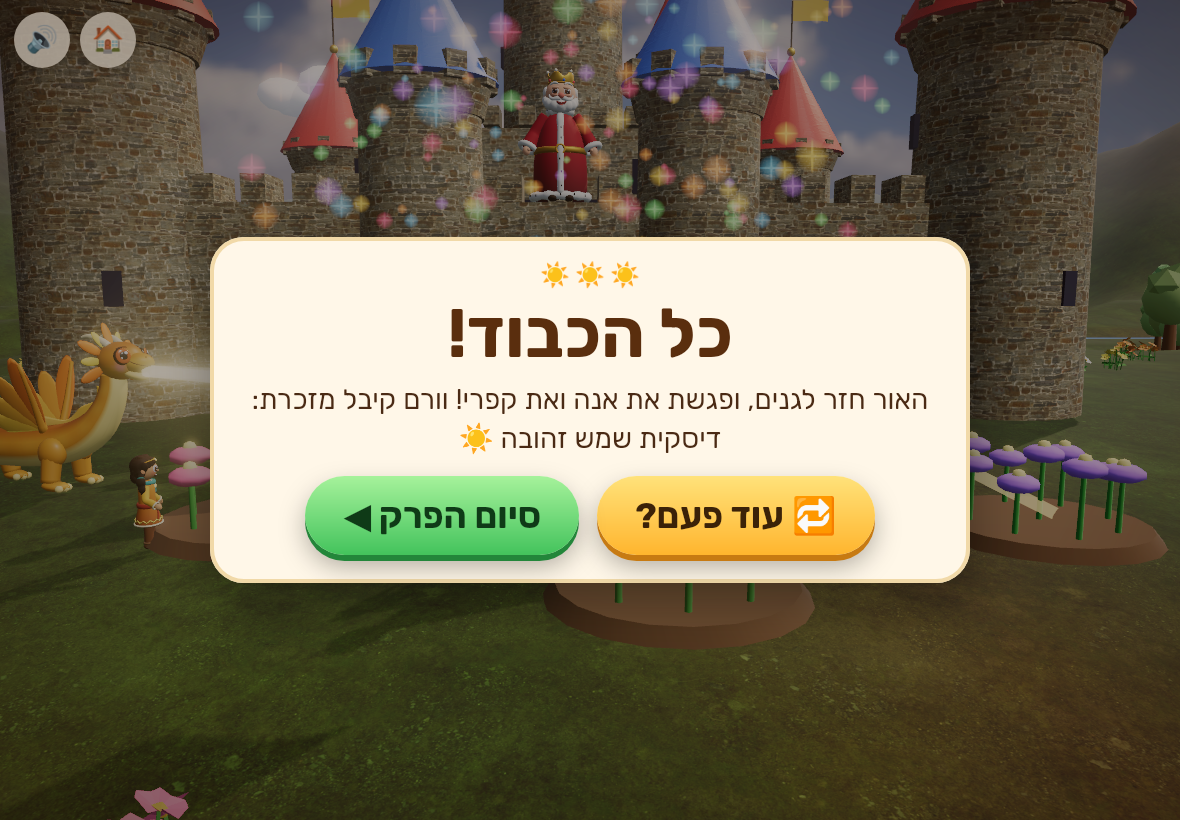 כל הכבוד!
האור חזר לגנים, ופגשת את אנה ואת קפרי! וורם קיבל מזכרת:
דיסקית שמש זהובה ☀️
🔁 עוד פעם?
סיום הפרק ◀